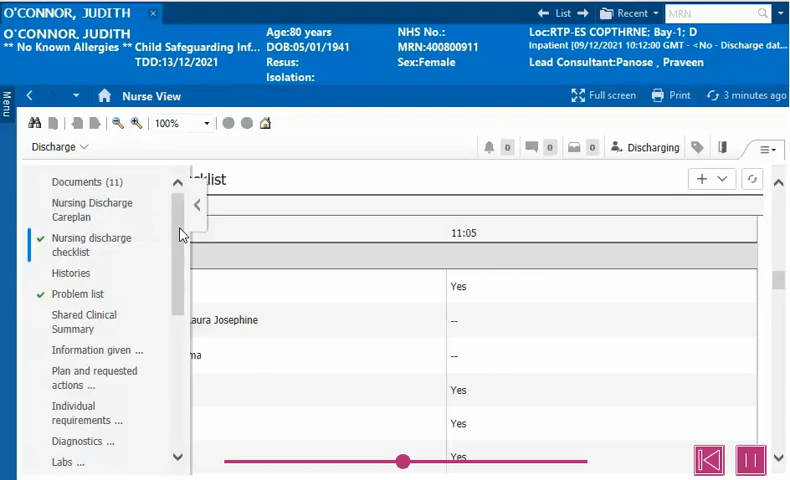 O'CONNOR, JUDITH ×
List
Recent
MRN
O'CONNOR, JUDITH
Age:80 years
NHS No.:
Loc:RTP-ES COPTHRNE; Bay-1; D
** No Known Allergies **
Child Safeguarding Inf...
DOB:05/01/1941
MRN:400800911
Inpatient [09/12/2021 10:12:00 GMT - <No - Discharge dat...
TDD:13/12/2021
Resus:
Sex:Female
Lead Consultant:Panose , Praveen
Isolation:
Menu
Nurse View
Full screen
Print
3 minutes ago
100%
Discharge
0
0
0
Discharging
Documents (11)
cklist
Nursing Discharge
Careplan
Nursing discharge
checklist
11:05
Histories
Yes
Problem list
Shared Clinical
Summary
aura Josephine
--
Information given ...
ma
--
Plan and requested
actions ...
Yes
Individual
requirements ...
Yes
Diagnostics ...
Yes
Labs ...